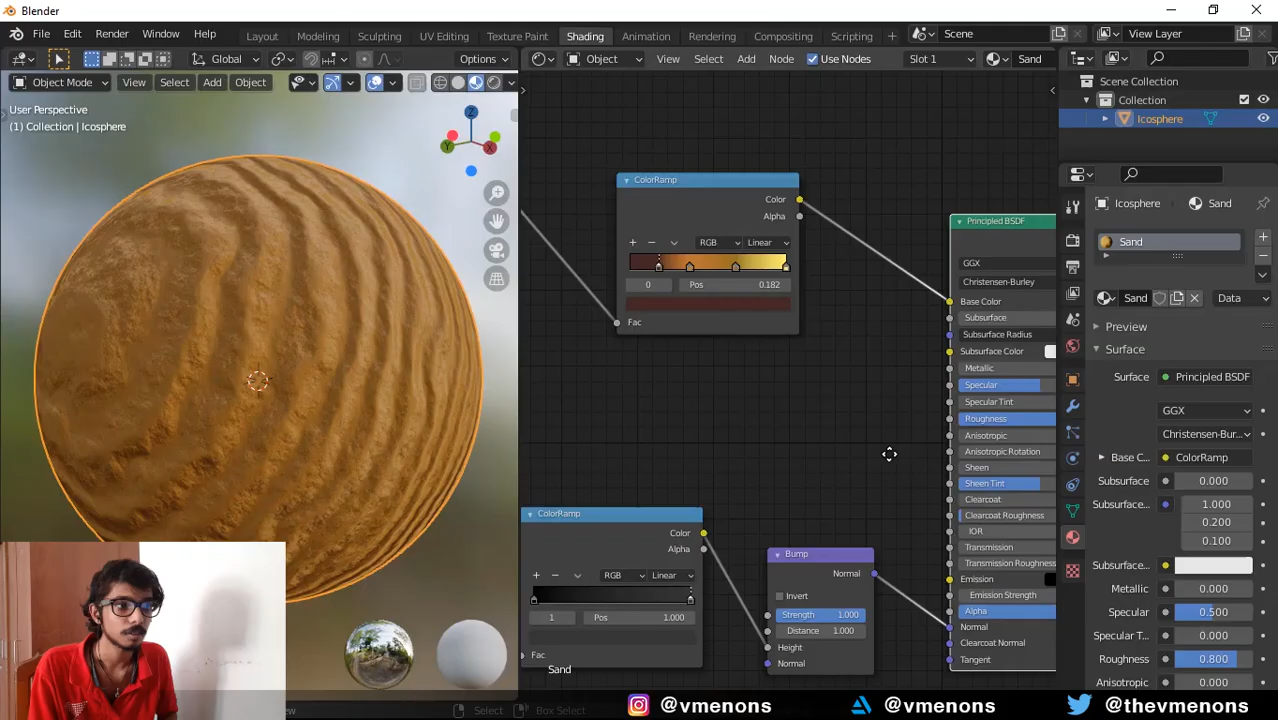 Blender
File Edit Render Window Help
Layout Modeling Sculpting UV Editing Texture Paint Shading Animation Rendering Compositing Scripting
Scene
View Layer
Global
Options
Object
View Select Add Node
Use Nodes
Slot 1
Sand
Object Mode
View Select Add Object
User Perspective
(1) Collection | Icosphere
Z
Y
X
ColorRamp
Color
Alpha
RGB
Linear
0
Pos 0.182
Fac
Principled BSDF
GGX
Christensen-Burley
Base Color
Subsurface
Subsurface Radius
Subsurface Color
Metallic
Specular
Specular Tint
Roughness
Anisotropic
Anisotropic Rotation
Sheen
Sheen Tint
Clearcoat
Clearcoat Roughness
IOR
Transmission
Transmission Roughness
Emission
Emission Strength
Alpha
Normal
Clearcoat Normal
Tangent
ColorRamp
Color
Alpha
RGB
Linear
1
Pos 1.000
Fac
Sand
Bump
Normal
Invert
Strength 1.000
Distance 1.000
Height
Normal
Scene Collection
Collection
Icosphere
Icosphere
Sand
Sand
Sand
Data
Preview
Surface
Surface Principled BSDF
GGX
Christensen-Bur...
Base C... ColorRamp
Subsurface 0.000
Subsurface... 1.000
0.200
0.100
Subsurface...
Metallic 0.000
Specular 0.500
Specular T... 0.000
Roughness 0.800
Anisotropic 0.000
ew
Select
Box Select
@vmenons
@vmenons
@thevmenons